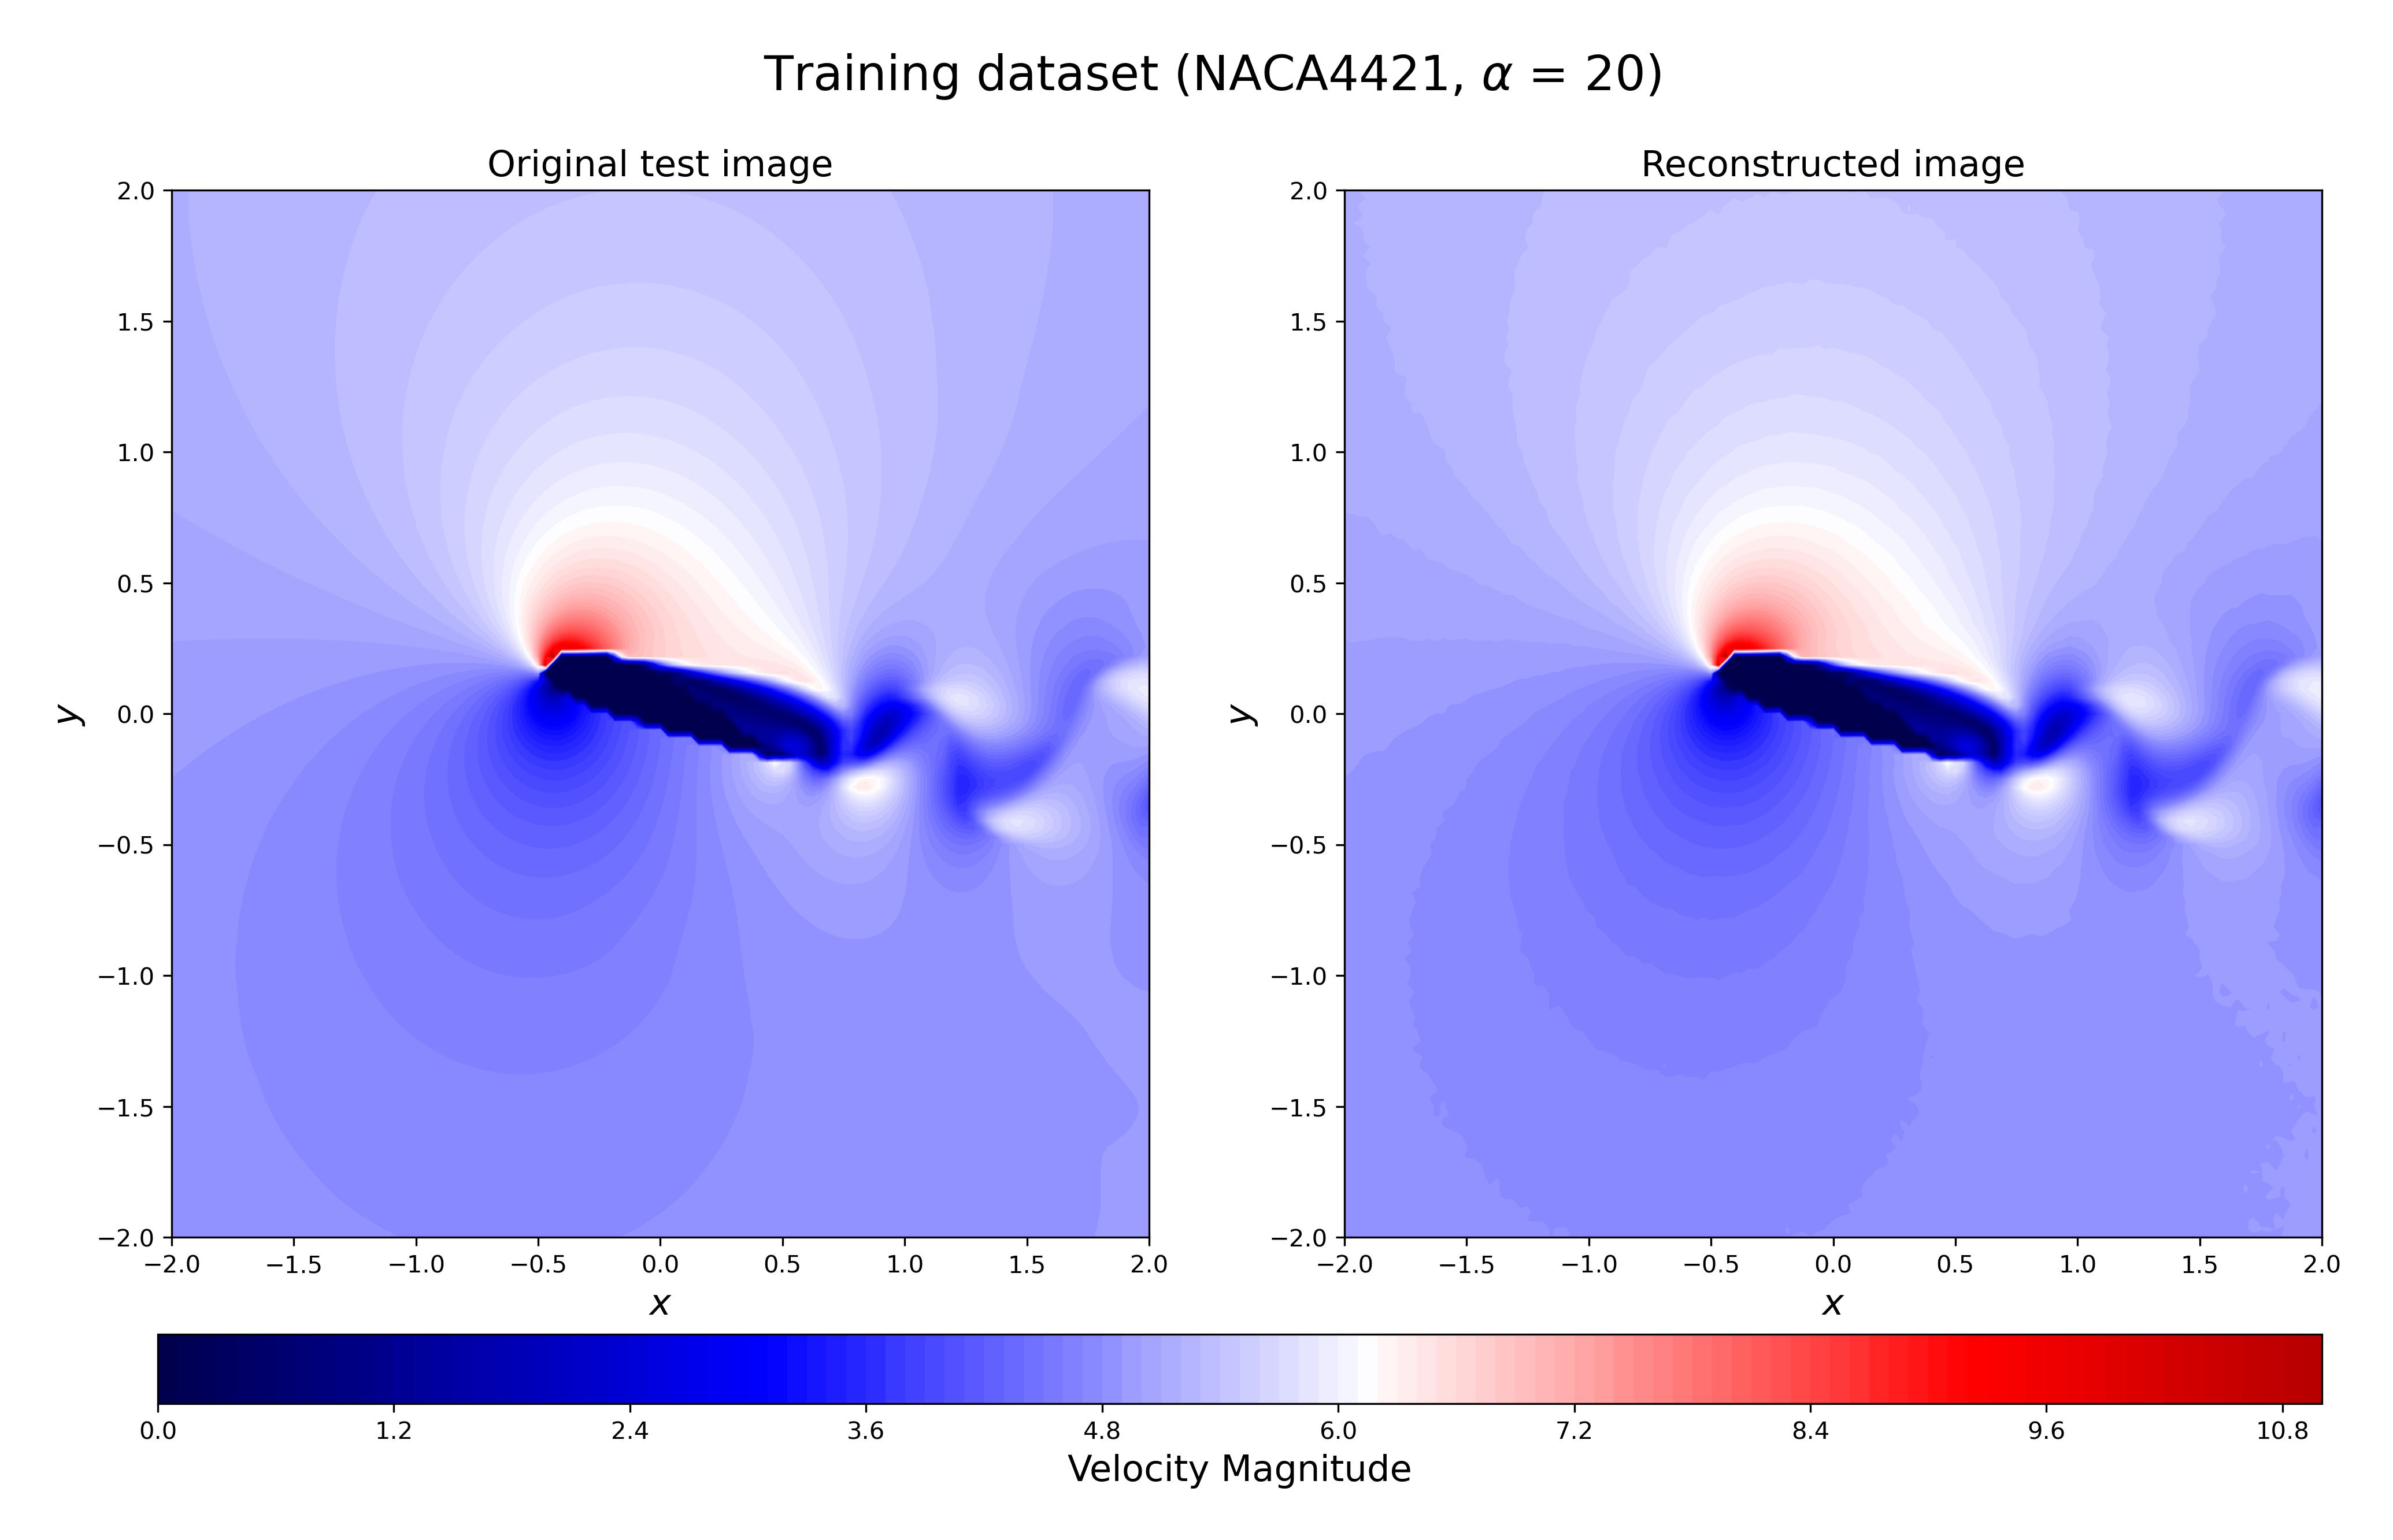 Training dataset (NACA4421, α = 20)
Original test image
Reconstructed image
2.0
1.5
1.0
0.5
0.0
−0.5
−1.0
−1.5
−2.0
y
−2.0 −1.5 −1.0 −0.5 0.0 0.5 1.0 1.5 2.0
x
2.0
1.5
1.0
0.5
0.0
−0.5
−1.0
−1.5
−2.0
y
−2.0 −1.5 −1.0 −0.5 0.0 0.5 1.0 1.5 2.0
x
0.0 1.2 2.4 3.6 4.8 6.0 7.2 8.4 9.6 10.8
Velocity Magnitude